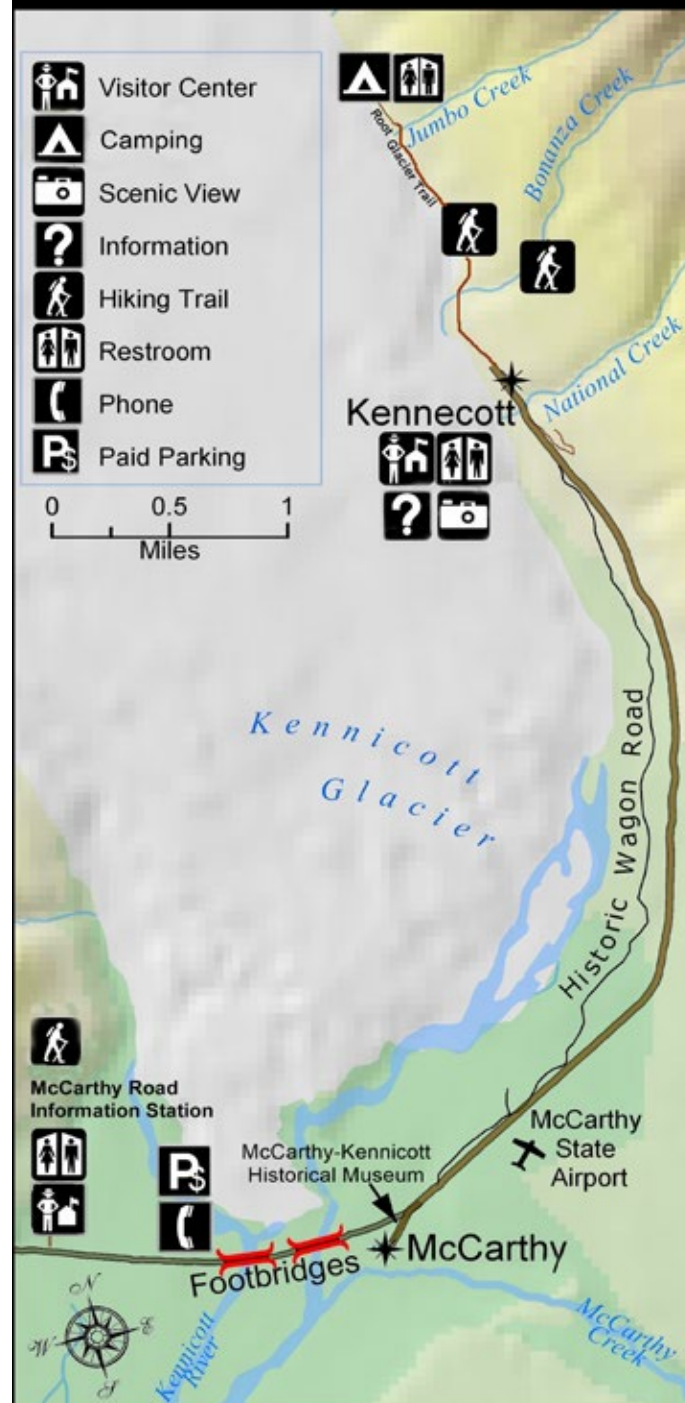 Visitor Center
Camping
Scenic View
?
Information
Hiking Trail
Restroom
Phone
P$
Paid Parking
0 0.5 1
Miles
Jumbo Creek
Root Glacier Trail
Bonanza Creek
National Creek
Kennecott
?
Kennicott
Glacier
Historic Wagon Road
McCarthy Road
Information Station
P$
McCarthy-Kennicott
Historical Museum
McCarthy
State
Airport
McCarthy
Footbridges
Kennicott
River
McCarthy
Creek
N
W
E
S